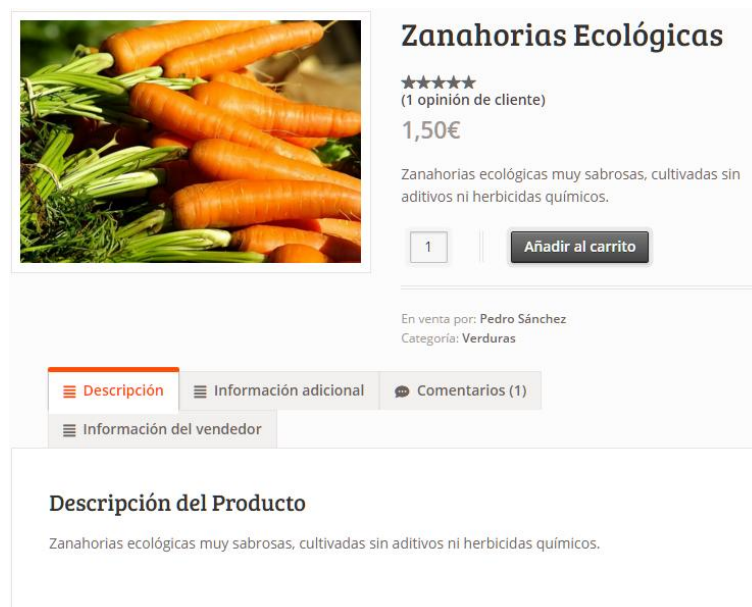 Zanahorias Ecológicas
(1 opinión de cliente)
1,50€
Zanahorias ecológicas muy sabrosas, cultivadas sin
aditivos ni herbicidas químicos.
1
Añadir al carrito
En venta por: Pedro Sánchez
Categoría: Verduras
Descripción
Información adicional
Comentarios (1)
Información del vendedor
Descripción del Producto
Zanahorias ecológicas muy sabrosas, cultivadas sin aditivos ni herbicidas químicos.